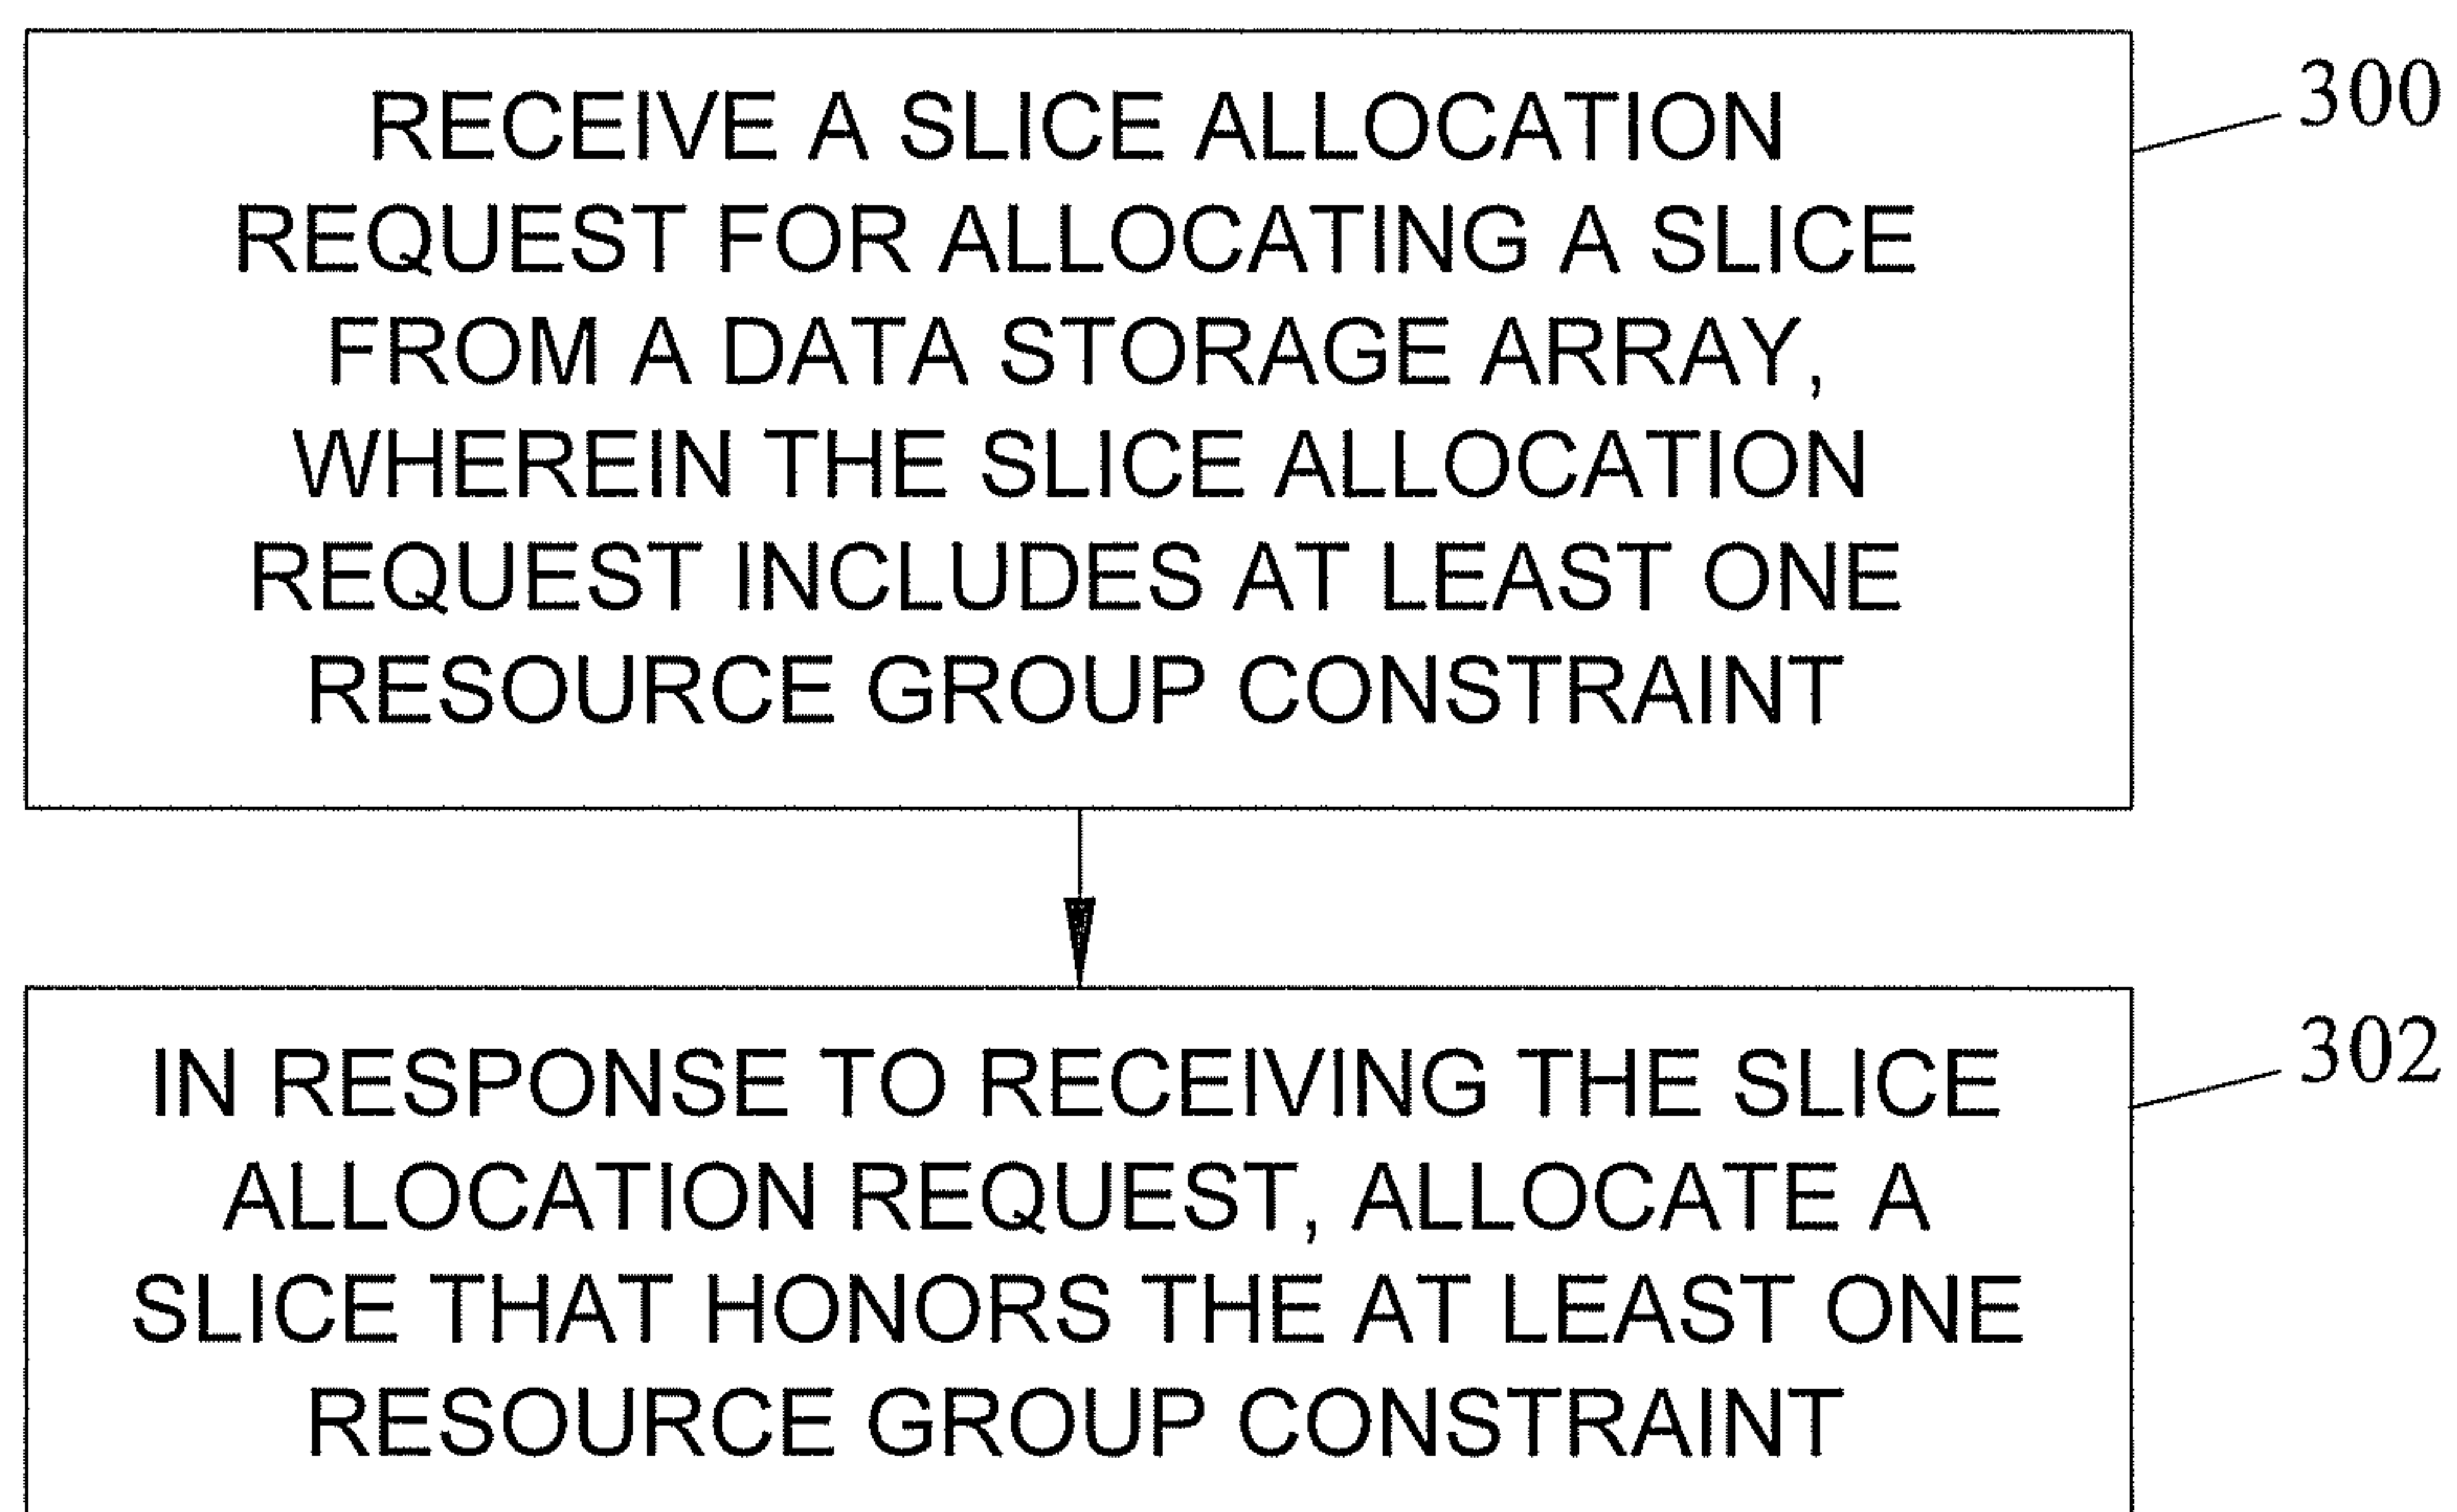 RECEIVE A SLICE ALLOCATION
REQUEST FOR ALLOCATING A SLICE
FROM A DATA STORAGE ARRAY,
WHEREIN THE SLICE ALLOCATION
REQUEST INCLUDES AT LEAST ONE
RESOURCE GROUP CONSTRAINT
300
IN RESPONSE TO RECEIVING THE SLICE
ALLOCATION REQUEST, ALLOCATE A
SLICE THAT HONORS THE AT LEAST ONE
RESOURCE GROUP CONSTRAINT
302